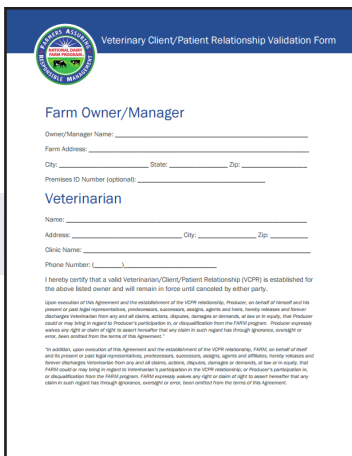 FARMERS ASSURING
RESPONSIBLE MANAGEMENT
NATIONAL DAIRY
FARM PROGRAM
Veterinary Client/Patient Relationship Validation Form
Farm Owner/Manager
Owner/Manager Name:
Farm Address:
City: State: Zip:
Premises ID Number (optional):
Veterinarian
Name:
Address: City: Zip:
Clinic Name:
Phone Number: ( )
I hereby certify that a valid Veterinarian/Client/Patient Relationship (VCPR) is established for
the above listed owner and will remain in force until canceled by either party.
Upon execution of this Agreement and the establishment of the VCPR relationship, Producer, on behalf of himself and his
present or past legal representatives, predecessors, successors, assigns, agents and heirs, hereby releases and forever
discharges Veterinarian from any and all claims, actions, disputes, damages or demands, at law or in equity, that Producer
could or may bring in regard to Producer's participation in, or disqualification from the FARM program. Producer expressly
waives any right or claim of right to assert hereafter that any claim in such regard has through ignorance, oversight or
error, been omitted from the terms of this Agreement."
"In addition, upon execution of this Agreement and the establishment of the VCPR relationship, FARM, on behalf of itself
and its present or past legal representatives, predecessors, successors, assigns, agents and affiliates, hereby releases and
forever discharges Veterinarian from any and all claims, actions, disputes, damages or demands, at law or in equity, that
FARM could or may bring in regard to Veterinarian's participation in the VCPR relationship; or Producer's participation in,
or disqualification from the FARM program. FARM expressly waives any right or claim of right to assert hereafter that any
claim in such regard has through ignorance, oversight or error, been omitted from the terms of this Agreement.